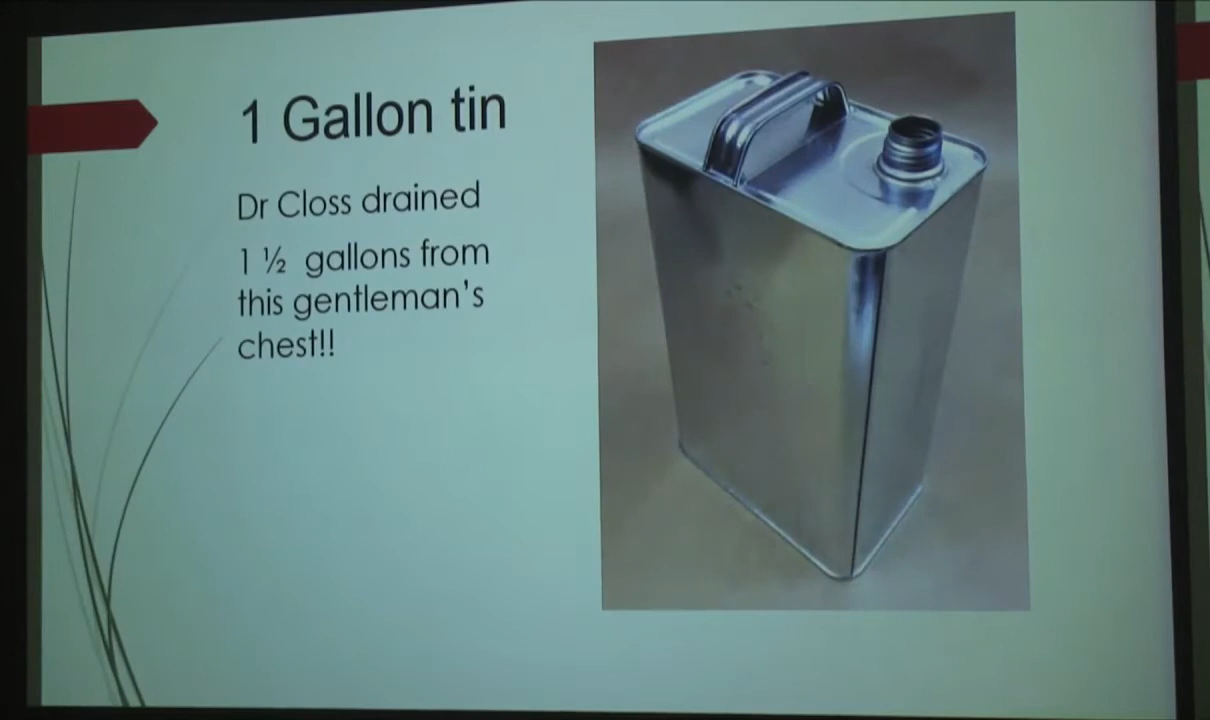 1 Gallon tin
Dr Closs drained
1 ½ gallons from
this gentleman's
chest!!